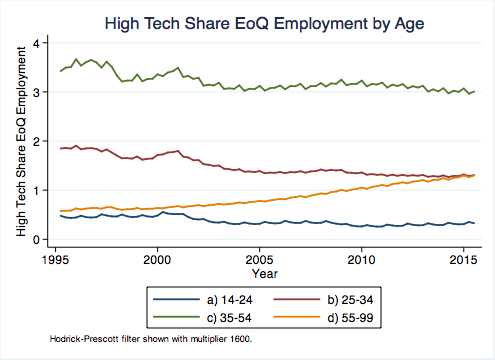 High Tech Share EoQ Employment by Age
High Tech Share EoQ Employment
4
3
2
1
0
1995 2000 2005 2010 2015
Year
a) 14-24 b) 25-34
c) 35-54 d) 55-99
Hodrick-Prescott filter shown with multiplier 1600.